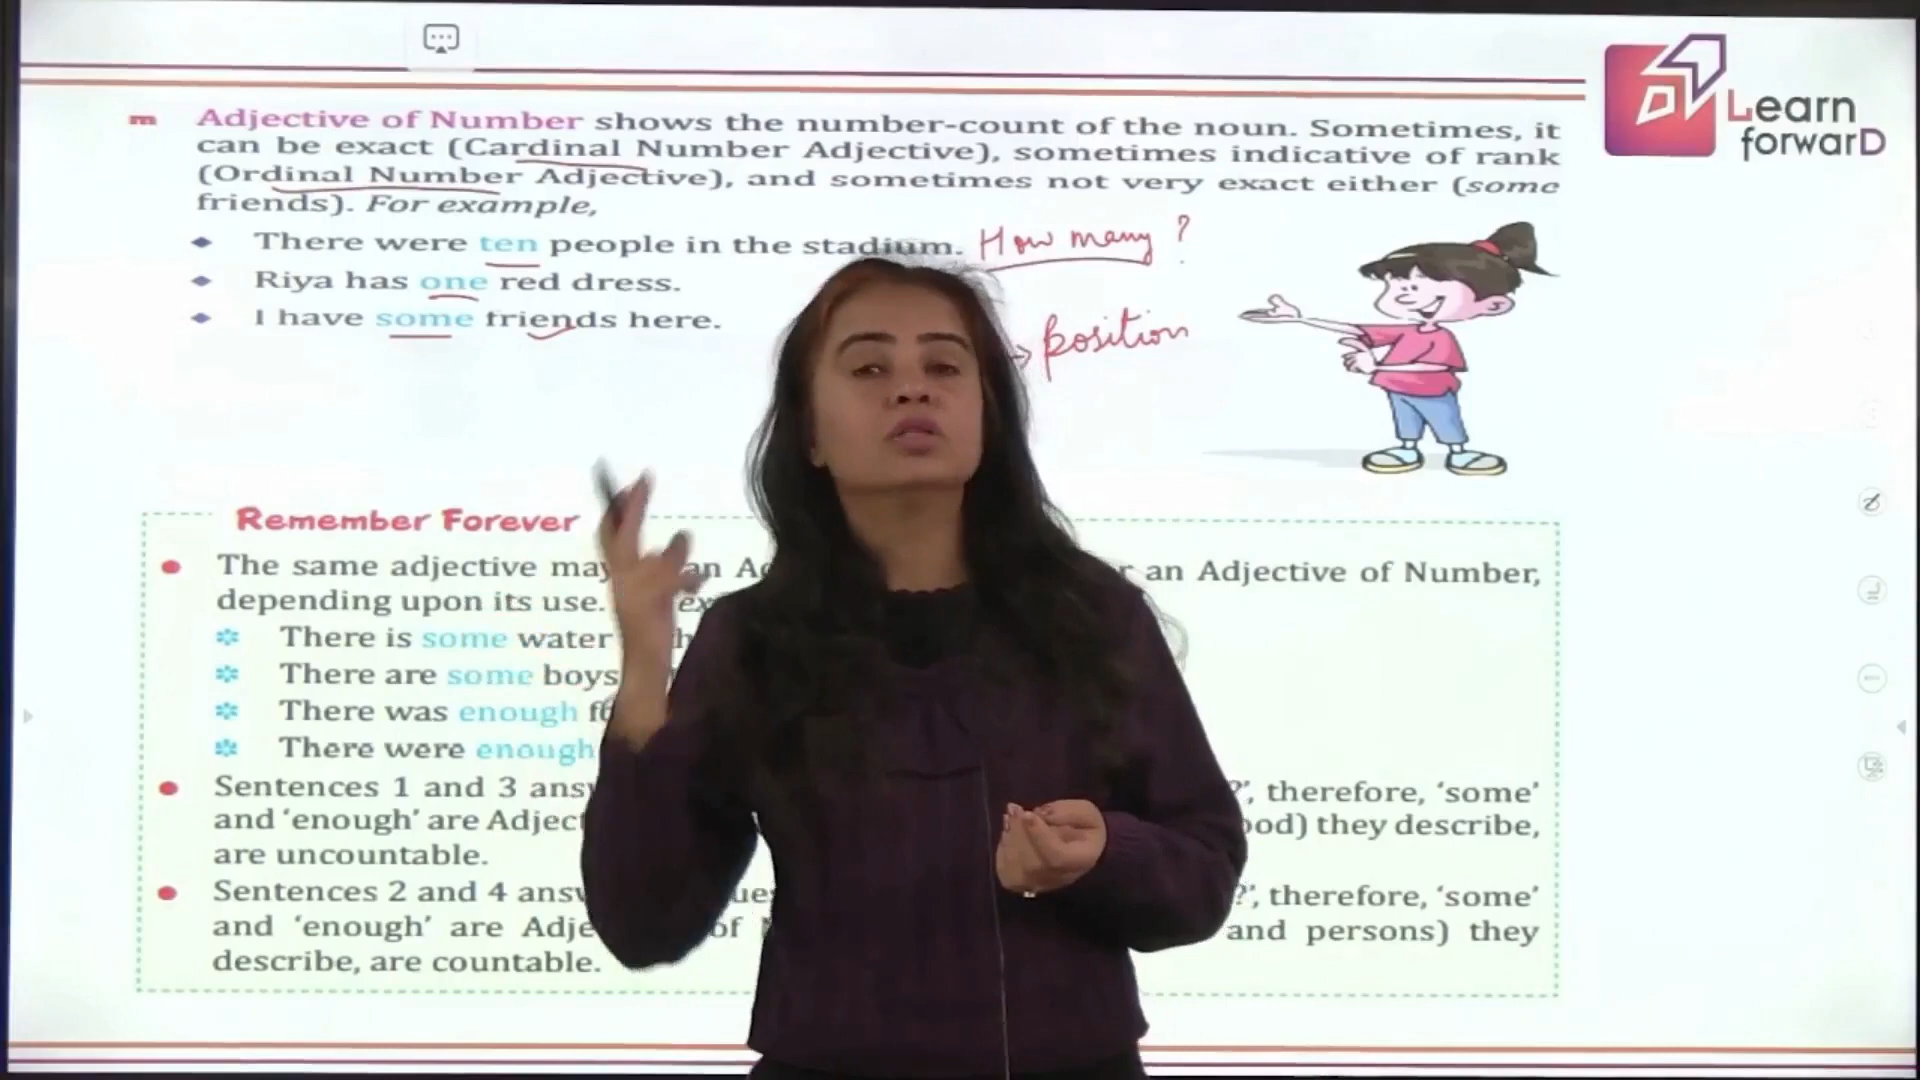 Learn
forwarD
m Adjective of Number shows the number-count of the noun. Sometimes, it
can be exact (Cardinal Number Adjective), sometimes indicative of rank
(Ordinal Number Adjective), and sometimes not very exact either (some
friends). For example,
There were ten people in the stadium. How many?
Riya has one red dress.
I have some friends here.
→ position
Remember Forever
The same adjective may an an Adjective of Number,
depending upon its use.
There is some water
There are some boys
There was enough
There were enough
Sentences 1 and 3 ?', therefore, 'some'
and 'enough' are they describe,
are uncountable.
Sentences 2 and 4 ?', therefore, 'some'
and 'enough' are of and persons) they
describe, are countable.